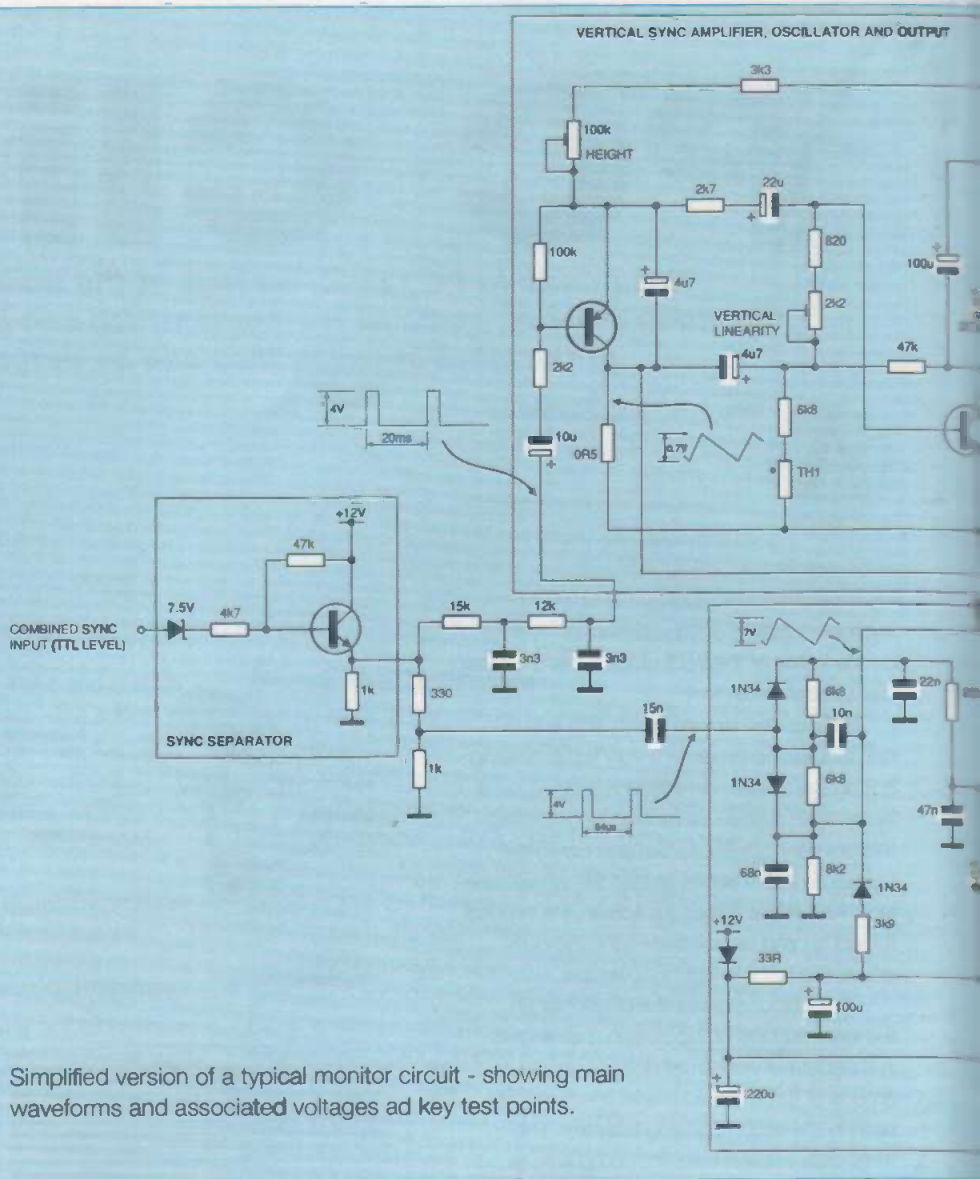 VERTICAL SYNC AMPLIFIER, OSCILLATOR AND OUTPUT
3k3
100k
HEIGHT
2k7
22u
+
100k
+
4u7
820
+
100u
VERTICAL
LINEARITY
2k2
2k2
4u7
+
47k
4V
20ms
10u
+
0R5
0.7V
6k8
TH1
+12V
47k
7.5V
4k7
COMBINED SYNC
INPUT (TTL LEVEL)
15k
12k
3n3
3n3
7V
1k
330
SYNC SEPARATOR
15n
1N34
6k8
22n
10n
1k
1N34
6k8
4V
64us
47n
68n
8k2
1N34
+12V
3k9
33R
+
100u
Simplified version of a typical monitor circuit - showing main
waveforms and associated voltages ad key test points.
+
220u